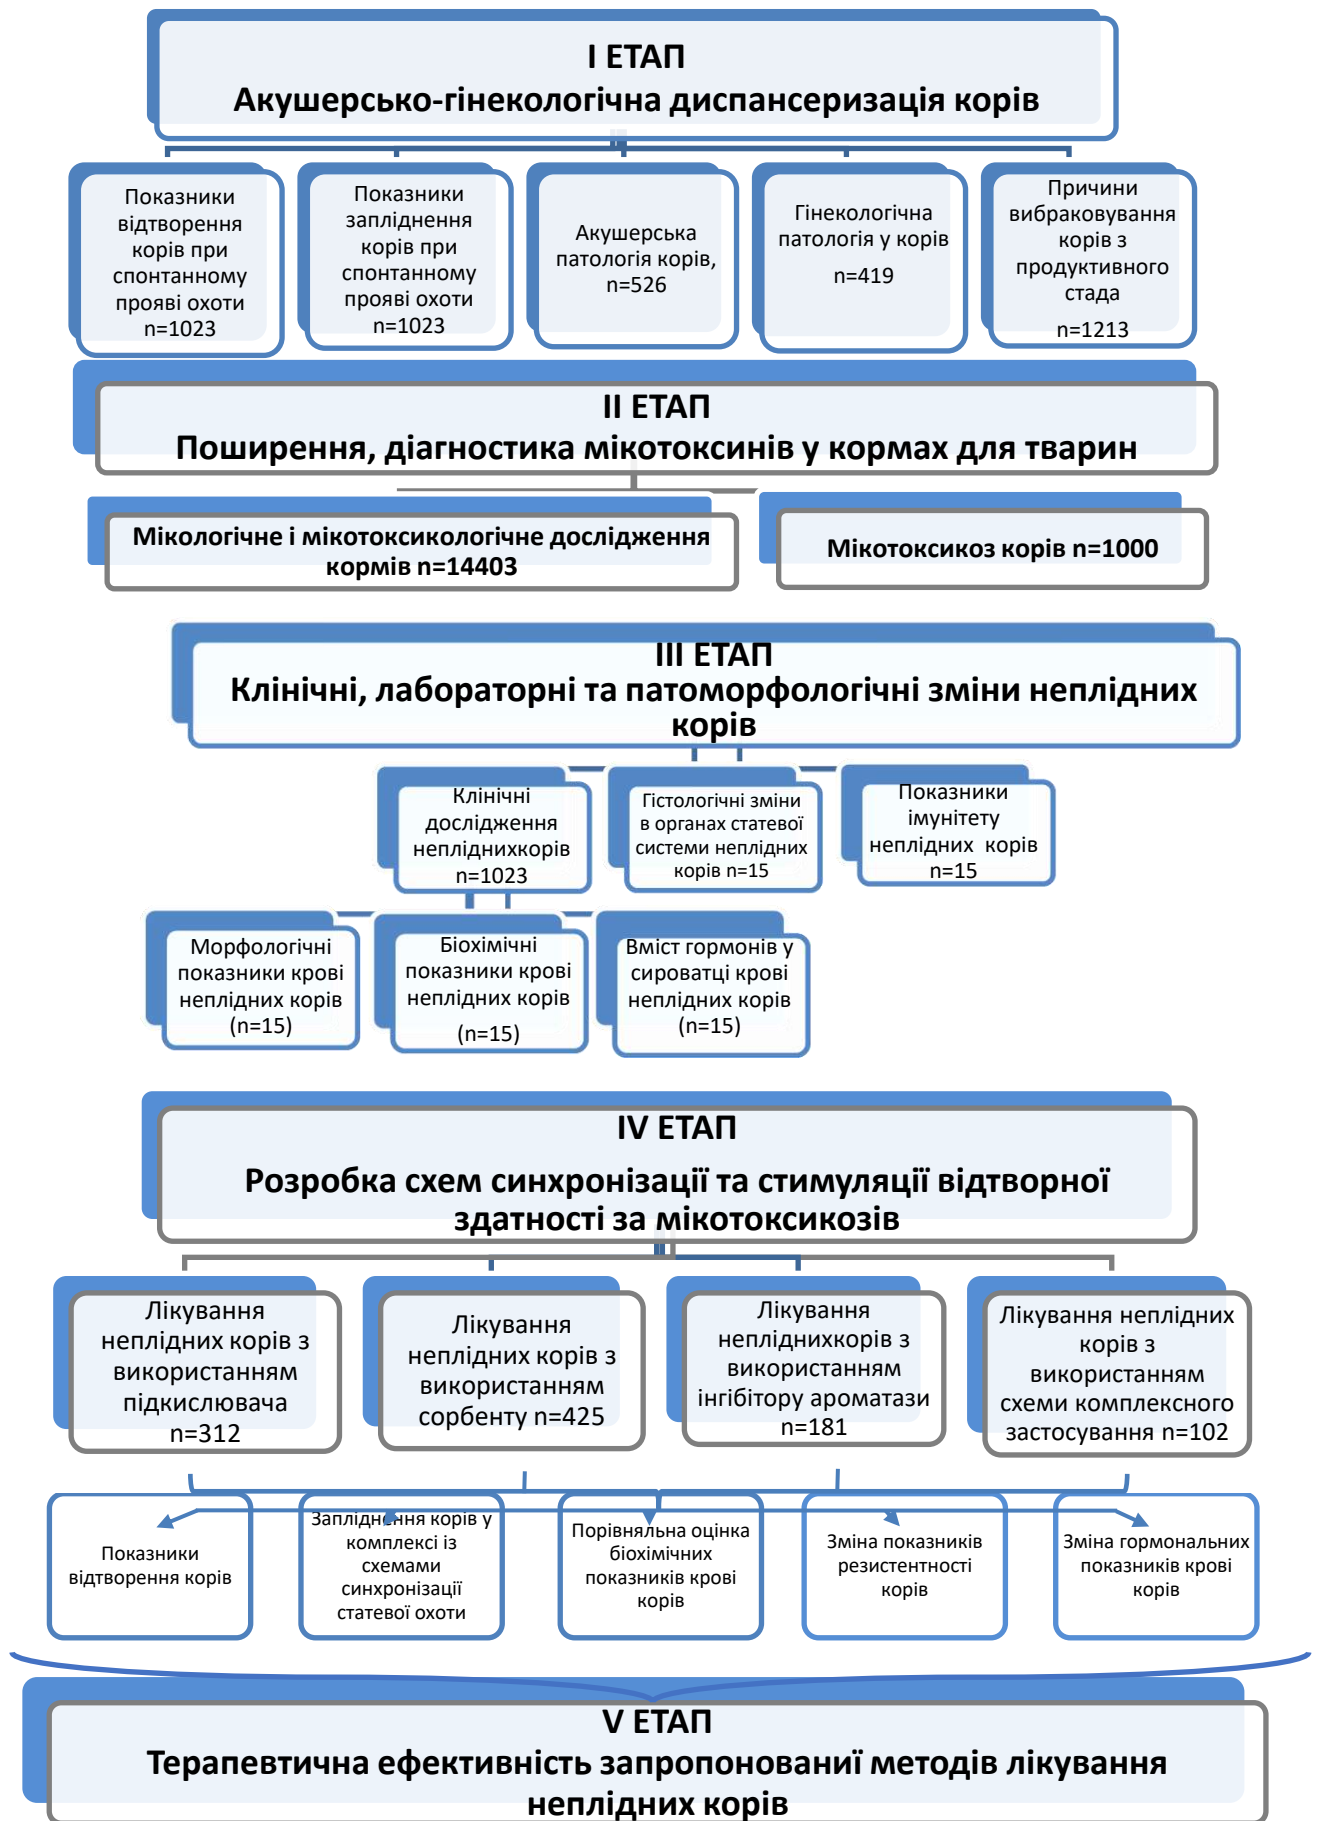 І ЕТАП
Акушерсько-гінекологічна диспансеризація корів
Показники
відтворення
корів при
спонтанному
прояві охоти
n=1023
Показники
запліднення
корів при
спонтанному
прояві охоти
n=1023
Акушерська
патологія корів,
n=526
Гінекологічна
патологія у корів
n=419
Причини
вибраковування
корів з
продуктивного
стада
n=1213
ІІ ЕТАП
Поширення, діагностика мікотоксинів у кормах для тварин
Мікологічне і мікотоксикологічне дослідження
кормів n=14403
Мікотоксикоз корів n=1000
ІІІ ЕТАП
Клінічні, лабораторні та патоморфологічні зміни неплідних
корів
Клінічні
дослідження
непліднихкорів
n=1023
Гістологічні зміни
в органах статевої
системи неплідних
корів n=15
Показники
імунітету
неплідних корів
n=15
Морфологічні
показники крові
неплідних корів
(n=15)
Біохімічні
показники крові
неплідних корів
(n=15)
Вміст гормонів у
сироватці крові
неплідних корів
(n=15)
ІV ЕТАП
Розробка схем синхронізації та стимуляції відтворної
здатності за мікотоксикозів
Лікування
неплідних корів з
використанням
підкислювача
n=312
Лікування
неплідних корів з
використанням
сорбенту n=425
Лікування
непліднихкорів з
використанням
інгібітору ароматази
n=181
Лікування неплідних
корів з
використанням
схеми комплексного
застосування n=102
Показники
відтворення корів
Запліднення корів у
комплексі із
схемами
синхронізації
статевої охоти
Порівняльна оцінка
біохімічних
показників крові
корів
Зміна показників
резистентності
корів
Зміна гормональних
показників крові
корів
V ЕТАП
Терапевтична ефективність запропонованиї методів лікування
неплідних корів